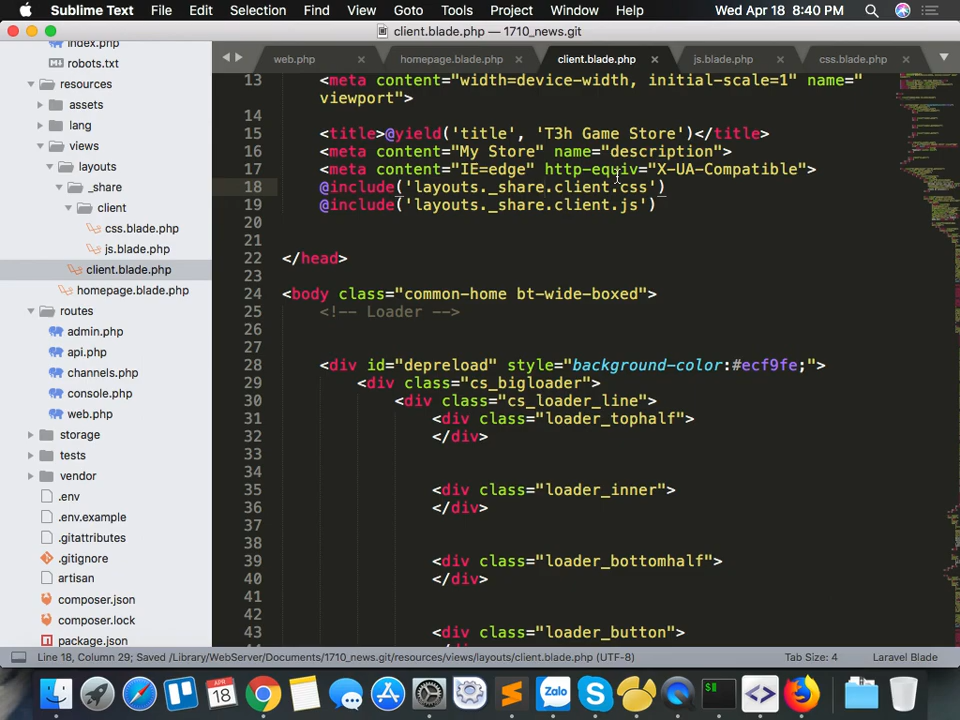 Sublime Text File Edit Selection Find View Goto Tools Project Window Help Wed Apr 18 8:40 PM
client.blade.php — 1710_news.git
index.php
robots.txt
resources
assets
lang
views
layouts
_share
client
css.blade.php
js.blade.php
client.blade.php
homepage.blade.php
routes
admin.php
api.php
channels.php
console.php
web.php
storage
tests
vendor
.env
.env.example
.gitattributes
.gitignore
artisan
composer.json
composer.lock
package.json
web.php homepage.blade.php client.blade.php js.blade.php css.blade.php
13 <meta content="width=device-width, initial-scale=1" name="
viewport">
14
15 <title>@yield('title', 'T3h Game Store')</title>
16 <meta content="My Store" name="description">
17 <meta content="IE=edge" http-equiv="X-UA-Compatible">
18 @include('layouts._share.client.css')
19 @include('layouts._share.client.js')
20
21
22 </head>
23
24 <body class="common-home bt-wide-boxed">
25 <!-- Loader -->
26
27
28 <div id="depreload" style="background-color:#ecf9fe;">
29 <div class="cs_bigloader">
30 <div class="cs_loader_line">
31 <div class="loader_tophalf">
32 </div>
33
34
35 <div class="loader_inner">
36 </div>
37
38
39 <div class="loader_bottomhalf">
40 </div>
41
42
43 <div class="loader_button">
Line 18, Column 29; Saved /Library/WebServer/Documents/1710_news.git/resources/views/layouts/client.blade.php (UTF-8) Tab Size: 4 Laravel Blade
APR
18
Zalo